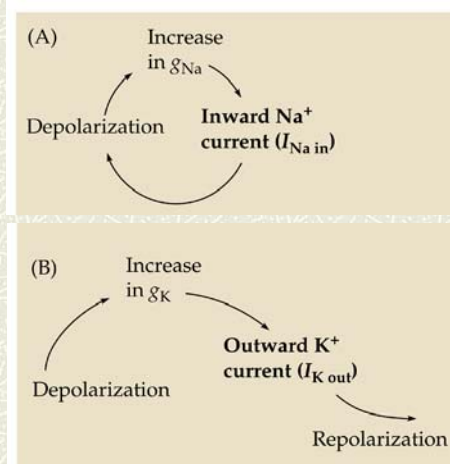 (A)
Increase
in gNa
Depolarization
Inward Na+
current (INa in)
(B)
Increase
in gK
Outward K+
current (IK out)
Depolarization
Repolarization